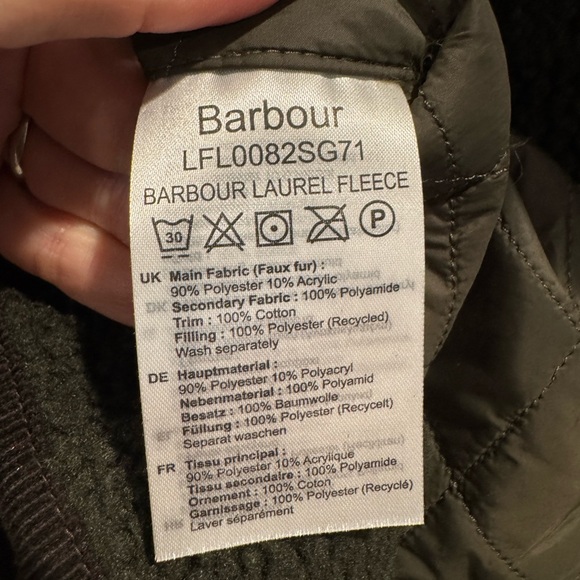 Barbour
LFL0082SG71
BARBOUR LAUREL FLEECE
30
P
UK Main Fabric (Faux fur) :
90% Polyester 10% Acrylic
Secondary Fabric : 100% Polyamide
Trim : 100% Cotton
Filling : 100% Polyester (Recycled)
Wash separately
DE Hauptmaterial :
90% Polyester 10% Polyacryl
Nebenmaterial : 100% Polyamid
Besatz : 100% Baumwolle
Füllung : 100% Polyester (Recycelt)
Separat waschen
FR Tissu principal :
90% Polyester 10% Acrylique
Tissu secondaire : 100% Polyamide
Ornement : 100% Coton
Garnissage : 100% Polyester (Recyclé)
Laver séparément